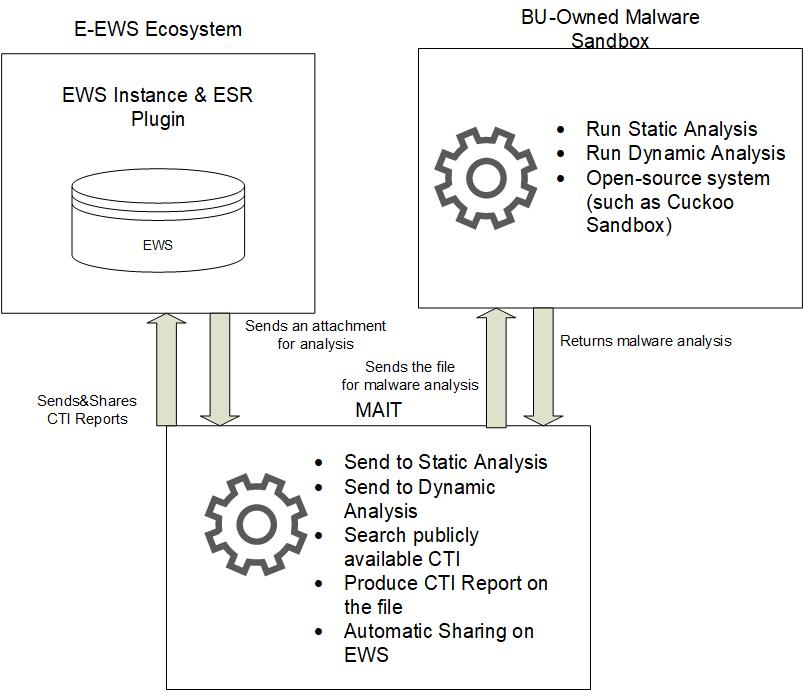 E-EWS Ecosystem
BU-Owned Malware
Sandbox
EWS Instance & ESR
Plugin
EWS
• Run Static Analysis
• Run Dynamic Analysis
• Open-source system
(such as Cuckoo
Sandbox)
Sends an attachment
for analysis
Sends&Shares
CTI Reports
Sends the file
for malware analysis
Returns malware analysis
MAIT
• Send to Static Analysis
• Send to Dynamic
Analysis
• Search publicly
available CTI
• Produce CTI Report on
the file
• Automatic Sharing on
EWS